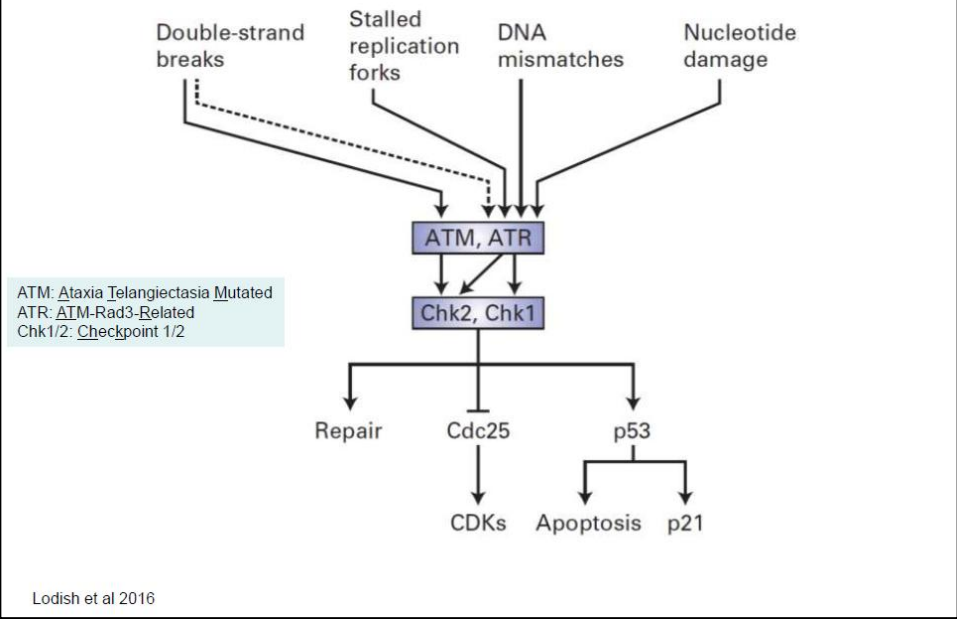 Double-strand
breaks
Stalled
replication
forks
DNA
mismatches
Nucleotide
damage
ATM, ATR
ATM: Ataxia Telangiectasia Mutated
ATR: ATM-Rad3-Related
Chk1/2: Checkpoint 1/2
Chk2, Chk1
Repair
Cdc25
p53
CDKs
Apoptosis
p21
Lodish et al 2016